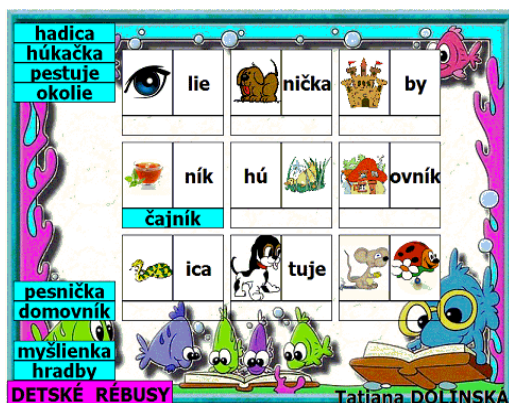 hadica
húkačka
pestuje
okolie
lie
nička
by
ník
hú
ovník
čajník
ica
tuje
pesnička
domovník
myšlienka
hradby
DETSKÉ RÉBUSY
Tatiana DOLINSKÁ